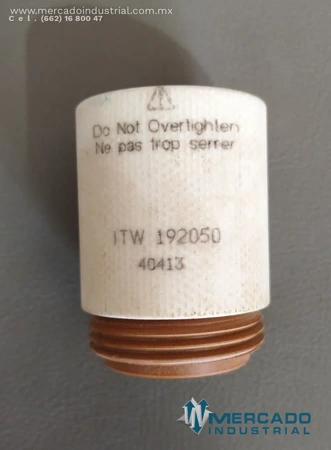 www.mercadoindustrial.com.mx
Cel. (662) 16 800 47
Do Not Overtighten
Ne pas trop serrer
ITW 192050
40413
MERCADO
INDUSTRIAL